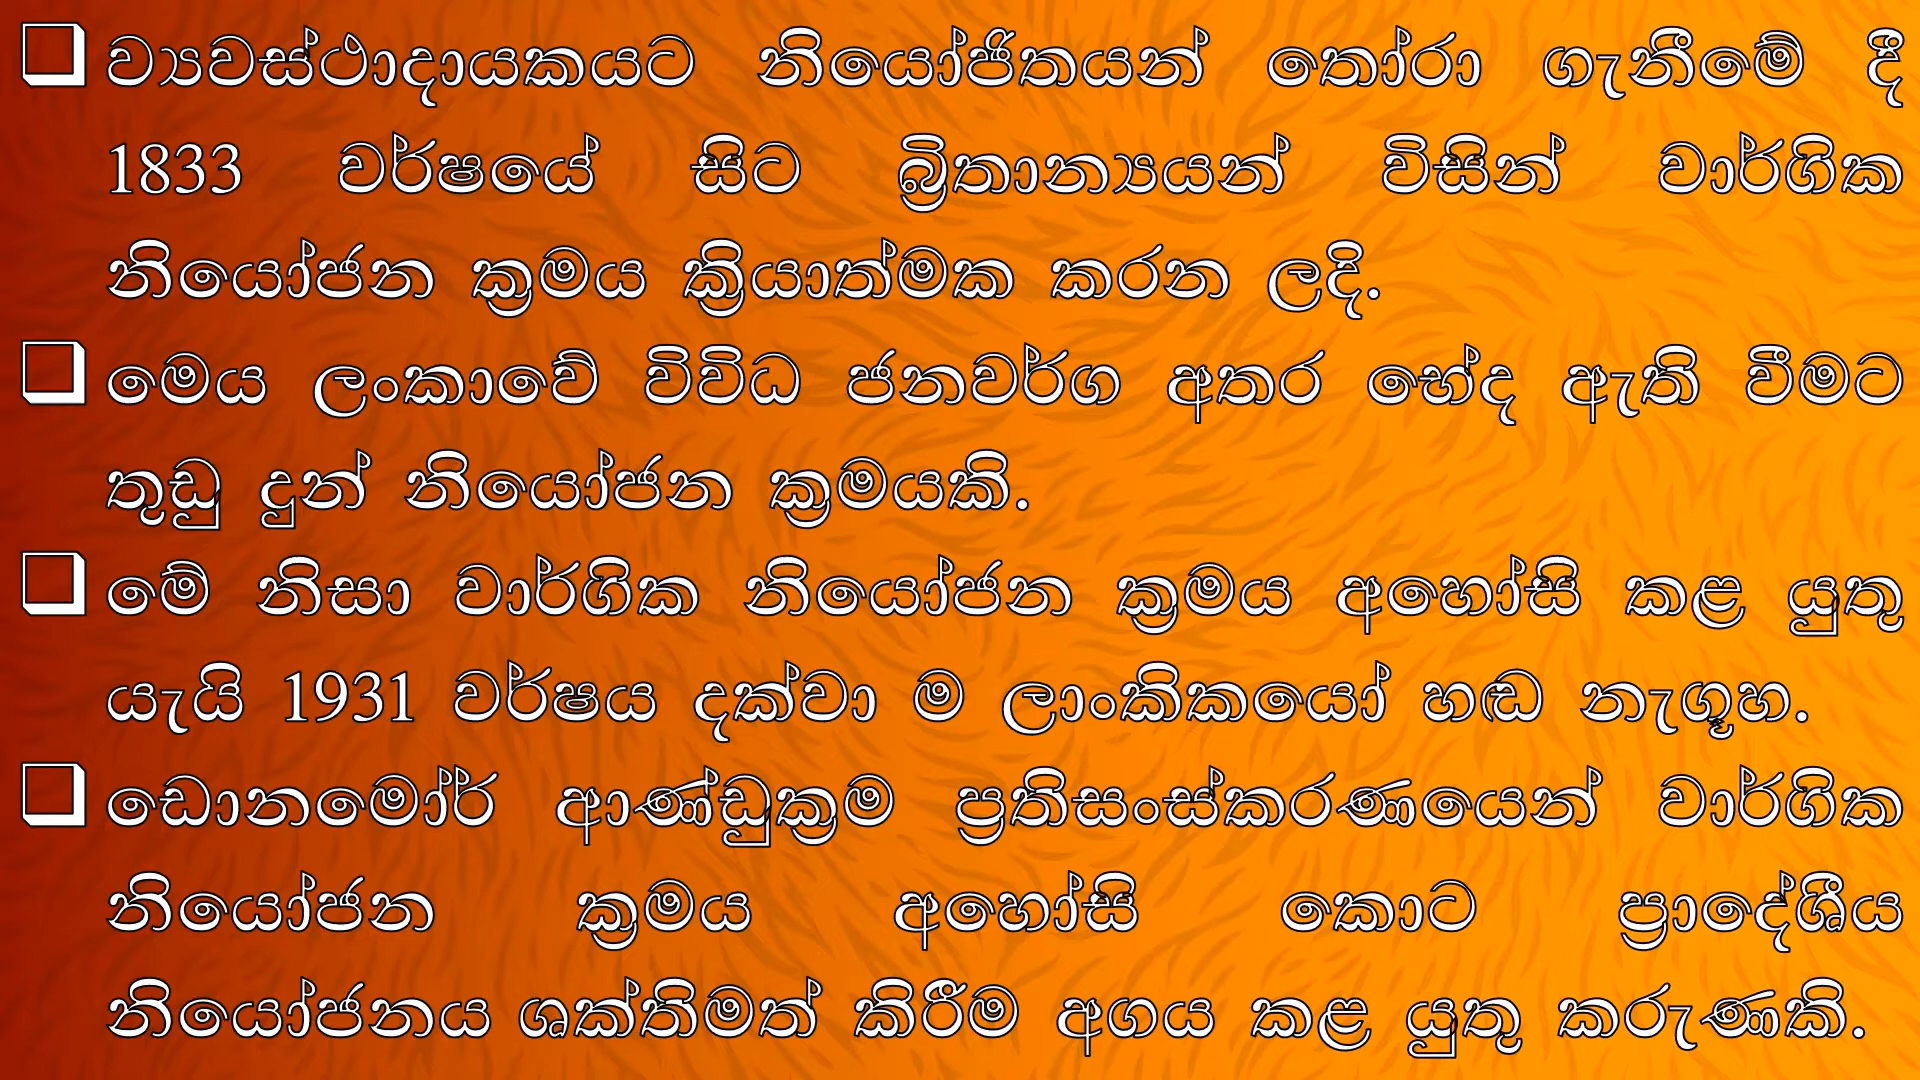 ❑ ව්‍යවස්ථාදායකයට නියෝජිතයන් තෝරා ගැනීමේ දී
1833 වර්ෂයේ සිට බ්‍රිතාන්‍යයන් විසින් වාර්ගික
නියෝජන ක්‍රමය ක්‍රියාත්මක කරන ලදි.
❑ මෙය ලංකාවේ විවිධ ජනවර්ග අතර භේද ඇති වීමට
තුඩු දුන් නියෝජන ක්‍රමයකි.
❑ මේ නිසා වාර්ගික නියෝජන ක්‍රමය අහෝසි කළ යුතු
යැයි 1931 වර්ෂය දක්වා ම ලාංකිකයෝ හඬ නැගූහ.
❑ ඩොනමෝර් ආණ්ඩුක්‍රම ප්‍රතිසංස්කරණයෙන් වාර්ගික
නියෝජන ක්‍රමය අහෝසි කොට ප්‍රාදේශීය
නියෝජනය ශක්තිමත් කිරීම අගය කළ යුතු කරුණකි.